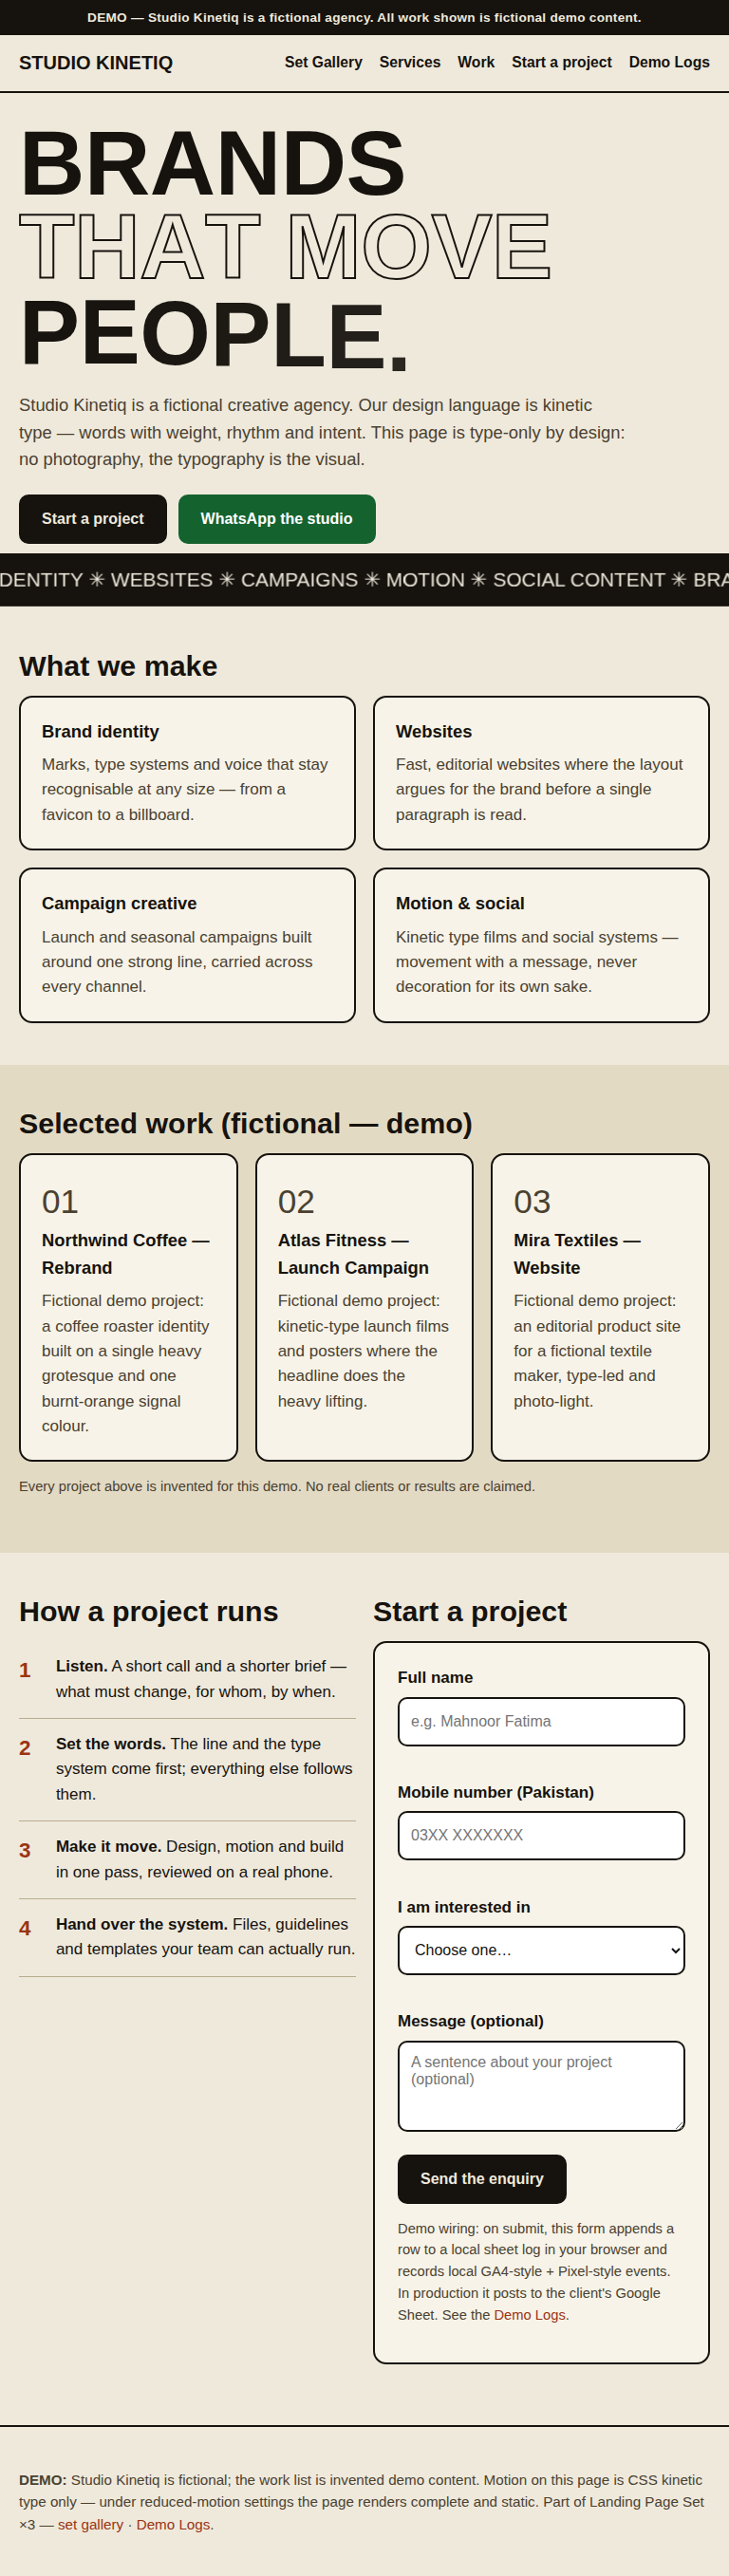 DEMO — Studio Kinetiq is a fictional agency. All work shown is fictional demo content.
STUDIO KINETIQ
Set Gallery Services Work Start a project Demo Logs
BRANDS
THAT MOVE
PEOPLE.
Studio Kinetiq is a fictional creative agency. Our design language is kinetic
type — words with weight, rhythm and intent. This page is type-only by design:
no photography, the typography is the visual.
Start a project
WhatsApp the studio
DENTITY ✳ WEBSITES ✳ CAMPAIGNS ✳ MOTION ✳ SOCIAL CONTENT ✳ BRA
What we make
Brand identity
Marks, type systems and voice that stay
recognisable at any size — from a
favicon to a billboard.
Websites
Fast, editorial websites where the layout
argues for the brand before a single
paragraph is read.
Campaign creative
Launch and seasonal campaigns built
around one strong line, carried across
every channel.
Motion & social
Kinetic type films and social systems —
movement with a message, never
decoration for its own sake.
Selected work (fictional — demo)
01
Northwind Coffee —
Rebrand
Fictional demo project:
a coffee roaster identity
built on a single heavy
grotesque and one
burnt-orange signal
colour.
02
Atlas Fitness —
Launch Campaign
Fictional demo project:
kinetic-type launch films
and posters where the
headline does the
heavy lifting.
03
Mira Textiles —
Website
Fictional demo project:
an editorial product site
for a fictional textile
maker, type-led and
photo-light.
Every project above is invented for this demo. No real clients or results are claimed.
How a project runs
1 Listen. A short call and a shorter brief —
what must change, for whom, by when.
2 Set the words. The line and the type
system come first; everything else follows
them.
3 Make it move. Design, motion and build
in one pass, reviewed on a real phone.
4 Hand over the system. Files, guidelines
and templates your team can actually run.
Start a project
Full name
e.g. Mahnoor Fatima
Mobile number (Pakistan)
03XX XXXXXXX
I am interested in
Choose one…
Message (optional)
A sentence about your project
(optional)
Send the enquiry
Demo wiring: on submit, this form appends a
row to a local sheet log in your browser and
records local GA4-style + Pixel-style events.
In production it posts to the client's Google
Sheet. See the Demo Logs.
DEMO: Studio Kinetiq is fictional; the work list is invented demo content. Motion on this page is CSS kinetic
type only — under reduced-motion settings the page renders complete and static. Part of Landing Page Set
×3 — set gallery · Demo Logs.